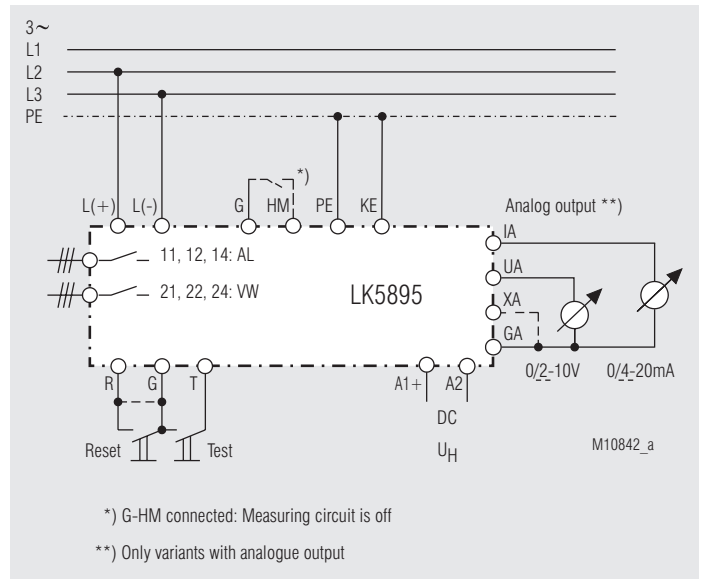 3~
L1
L2
L3
PE
*)
L(+) L(-) G HM PE KE Analog output **)
IA
11, 12, 14: AL
UA
21, 22, 24: VW
LK5895
XA
GA
0/2-10V 0/4-20mA
R G T A1+ A2
DC
Reset Test
UH
M10842_a
*) G-HM connected: Measuring circuit is off
**) Only variants with analogue output